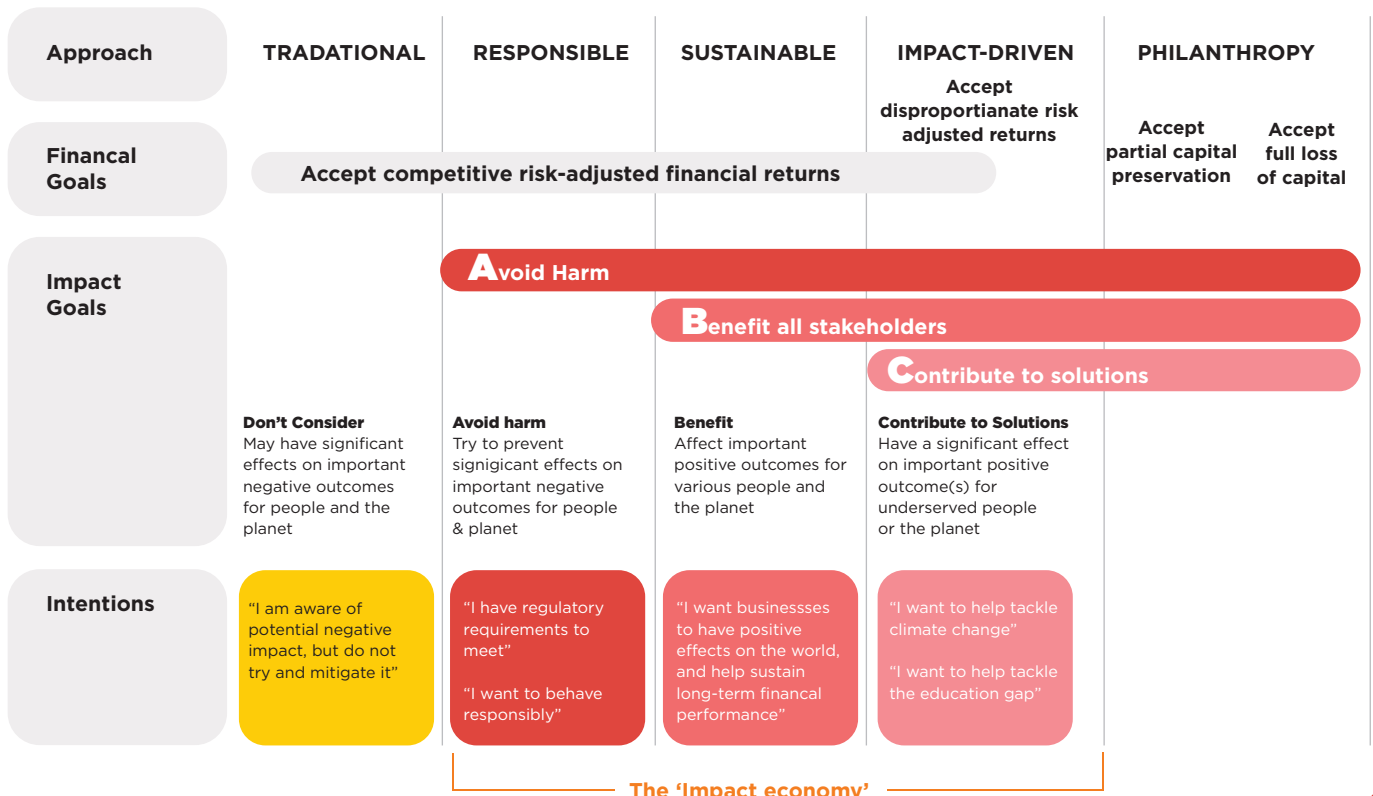 Approach
TRADATIONAL
RESPONSIBLE
SUSTAINABLE
IMPACT-DRIVEN
PHILANTHROPY
Financal
Goals
Accept competitive risk-adjusted financial returns
Accept
disproportianate risk
adjusted returns
Accept
partial capital
preservation
Accept
full loss
of capital
Impact
Goals
Avoid Harm
Benefit all stakeholders
Contribute to solutions
Don't Consider
May have significant
effects on important
negative outcomes
for people and the
planet
Avoid harm
Try to prevent
signigicant effects on
important negative
outcomes for people
& planet
Benefit
Affect important
positive outcomes for
various people and
the planet
Contribute to Solutions
Have a significant effect
on important positive
outcome(s) for
underserved people
or the planet
Intentions
“I am aware of
potential negative
impact, but do not
try and mitigate it”
“I have regulatory
requirements to
meet”
“I want to behave
responsibly”
“I want businessses
to have positive
effects on the world,
and help sustain
long-term financal
performance”
“I want to help tackle
climate change”
“I want to help tackle
the education gap”
The ‘Impact economy’